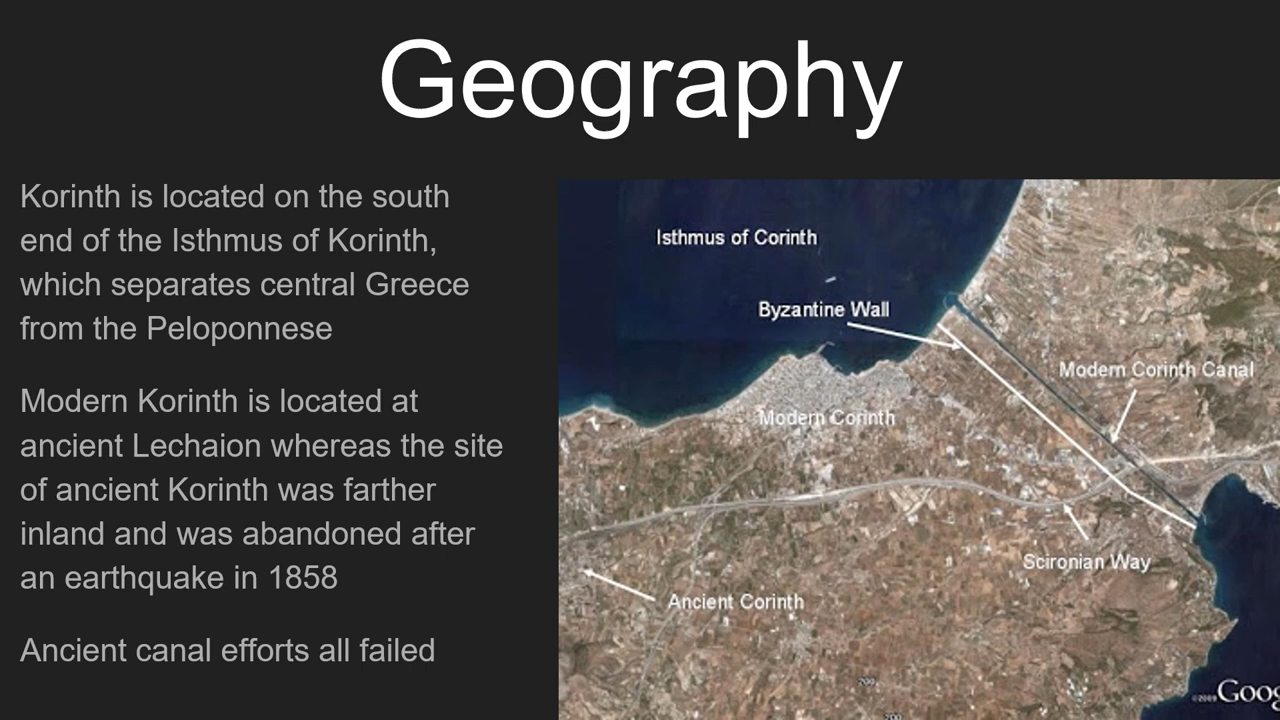 Geography
Korinth is located on the south
end of the Isthmus of Korinth,
which separates central Greece
from the Peloponnese
Modern Korinth is located at
ancient Lechaion whereas the site
of ancient Korinth was farther
inland and was abandoned after
an earthquake in 1858
Ancient canal efforts all failed
Isthmus of Corinth
Byzantine Wall
Modern Corinth Canal
Modern Corinth
Scironian Way
Ancient Corinth
©2009 Goog